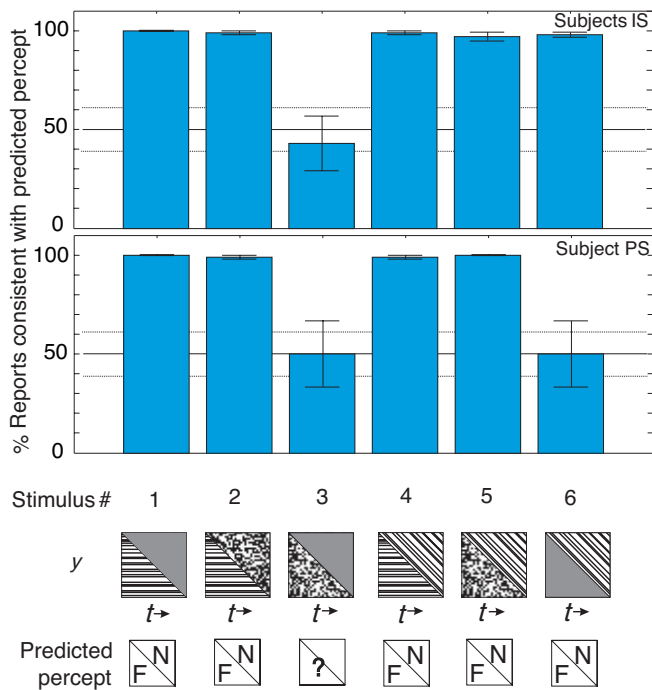 % Reports consistent with predicted percept
Subjects IS
100
50
0
Subject PS
100
50
0
Stimulus # 1 2 3 4 5 6
y
t→ t→ t→ t→ t→ t→
Predicted percept
F N F N ? F N F N F N